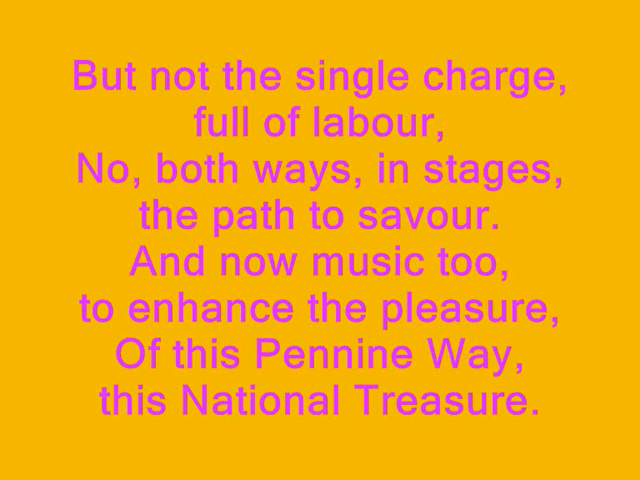 But not the single charge,
full of labour,
No, both ways, in stages,
the path to savour.
And now music too,
to enhance the pleasure,
Of this Pennine Way,
this National Treasure.